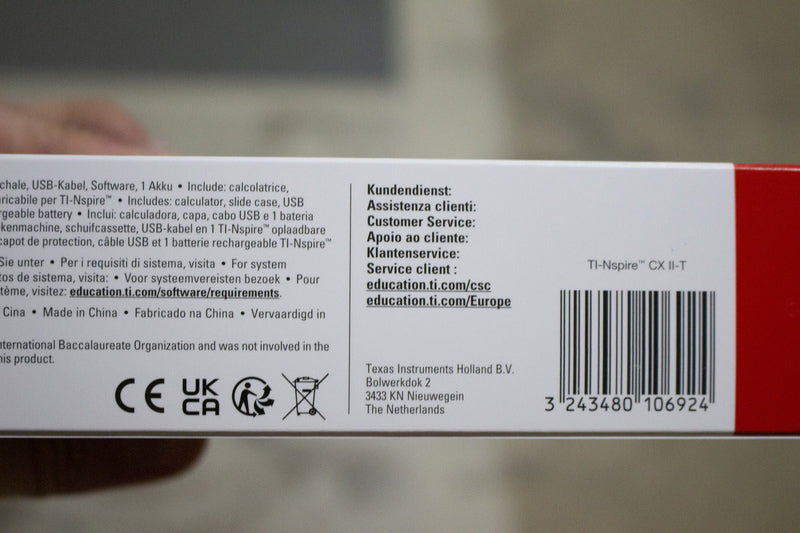 chale, USB-Kabel, Software, 1 Akku • Include: calcolatrice,
ricabile per TI-Nspire™ • Includes: calculator, slide case, USB
rgeable battery • Inclui: calculadora, capa, cabo USB e 1 bateria
kenmachine, schuifcassette, USB-kabel en 1 TI-Nspire™ oplaadbare
capot de protection, câble USB et 1 batterie rechargeable TI-Nspire™
Sie unter • Per i requisiti di sistema, visita • For system
tos de sistema, visita: • Voor systeemvereisten bezoek • Pour
tème, visitez: education.ti.com/software/requirements.
Cina • Made in China • Fabricado na China • Vervaardigd in
nternational Baccalaureate Organization and was not involved in the
his product.
CE UK CA
Kundendienst:
Assistenza clienti:
Customer Service:
Apoio ao cliente:
Klantenservice:
Service client :
education.ti.com/csc
education.ti.com/Europe
Texas Instruments Holland B.V.
Bolwerkdok 2
3433 KN Nieuwegein
The Netherlands
TI-Nspire™ CX II-T
3 243480 106924